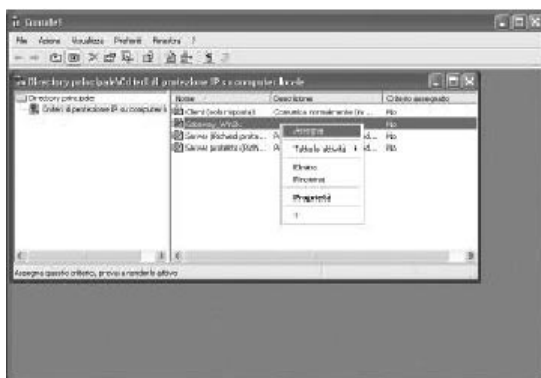 Console1
File Azione Visualizza Preferiti Finestra ?
Directory principale\Criteri di protezione IP su computer locale
Directory principale
Criteri di protezione IP su computer l
Nome Descrizione Criterio assegnato
Client (solo risposta) Comunica normalmente (n... No
Gateway No
Server (Richiedi prote... No
Server protetto (Rich... No
Assegna
Tutte le attività
Elimina
Rinomina
Proprietà
?
Assegna questo criterio, prova a renderlo attivo